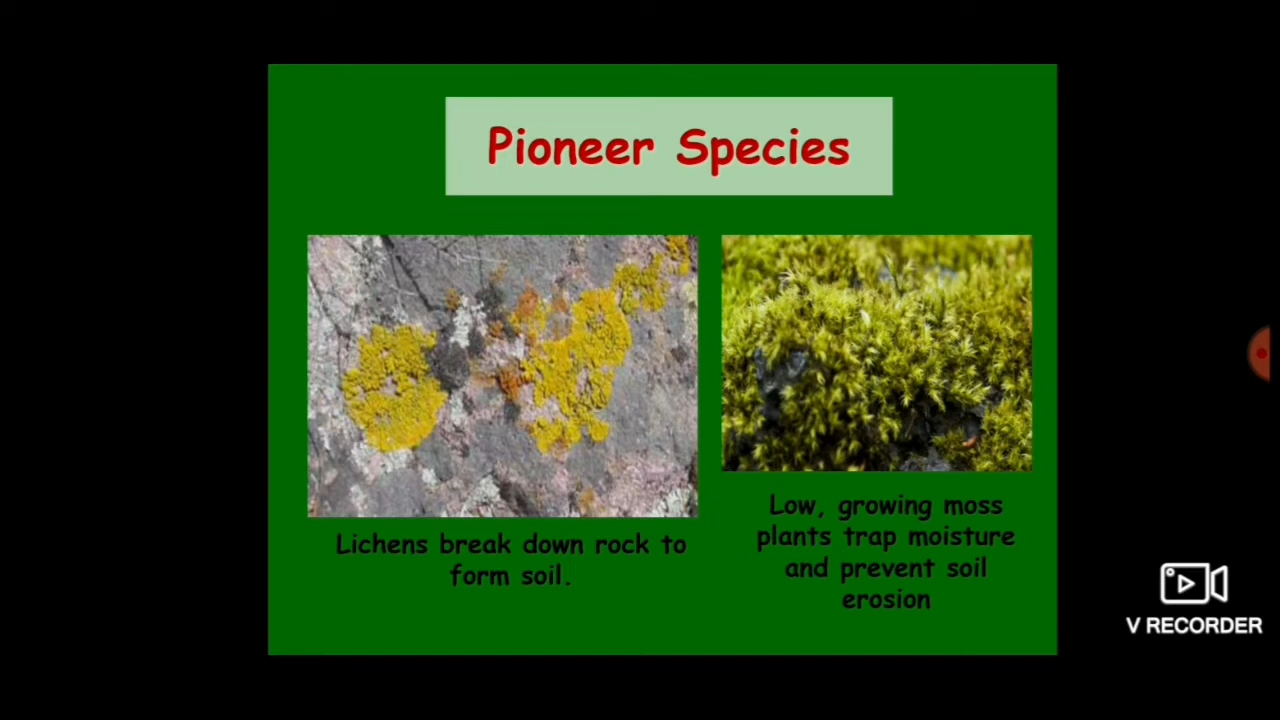 Pioneer Species
Lichens break down rock to
form soil.
Low, growing moss
plants trap moisture
and prevent soil
erosion
V RECORDER